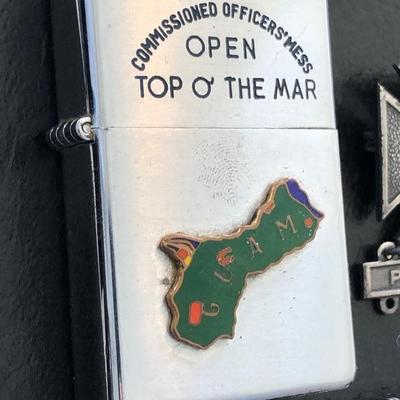 COMMISSIONED OFFICERS' MESS
OPEN
TOP O' THE MAR
GUAM